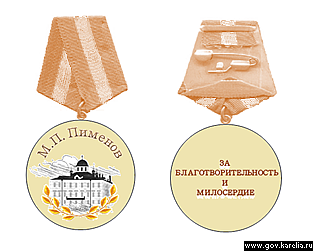 М.П. Пименов
ЗА
БЛАГОТВОРИТЕЛЬНОСТЬ
И
МИЛОСЕРДИЕ
www.gov.karelia.ru